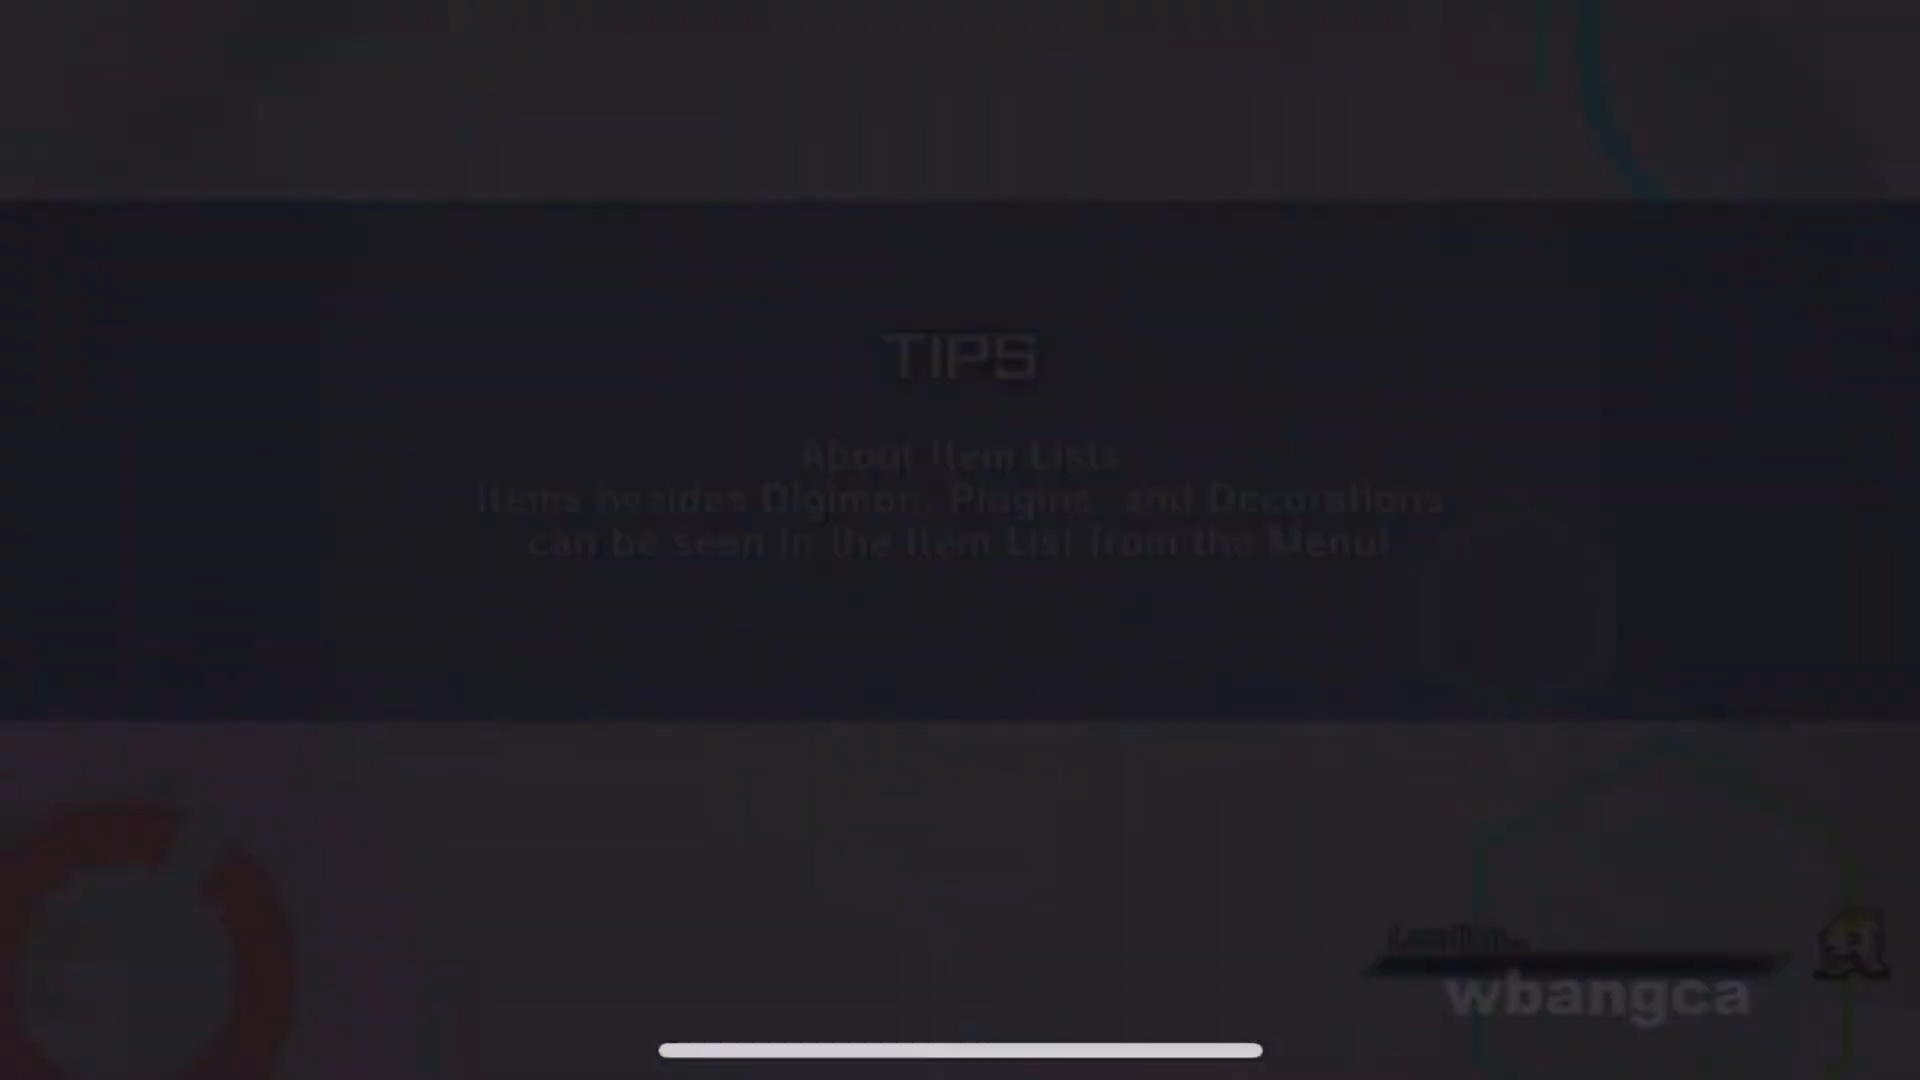 TIPS
About Item Lists
Items besides Digimon, Plugins, and Decorations
can be seen in the Item List from the Menu!
Loading...
wbangca